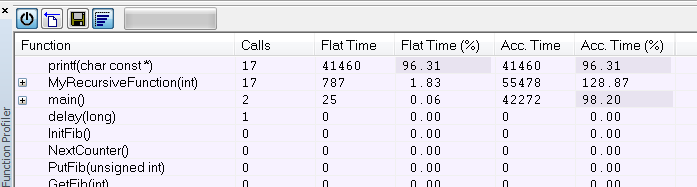 Function Calls Flat Time Flat Time (%) Acc. Time Acc. Time (%)
printf(char const *) 17 41460 96.31 41460 96.31
MyRecursiveFunction(int) 17 787 1.83 55478 128.87
main() 2 25 0.06 42272 98.20
delay(long) 1 0 0.00 0 0.00
InitFib() 0 0 0.00 0 0.00
NextCounter() 0 0 0.00 0 0.00
PutFib(unsigned int) 0 0 0.00 0 0.00
GetFib(int) 0 0 0.00 0 0.00
Function Profiler